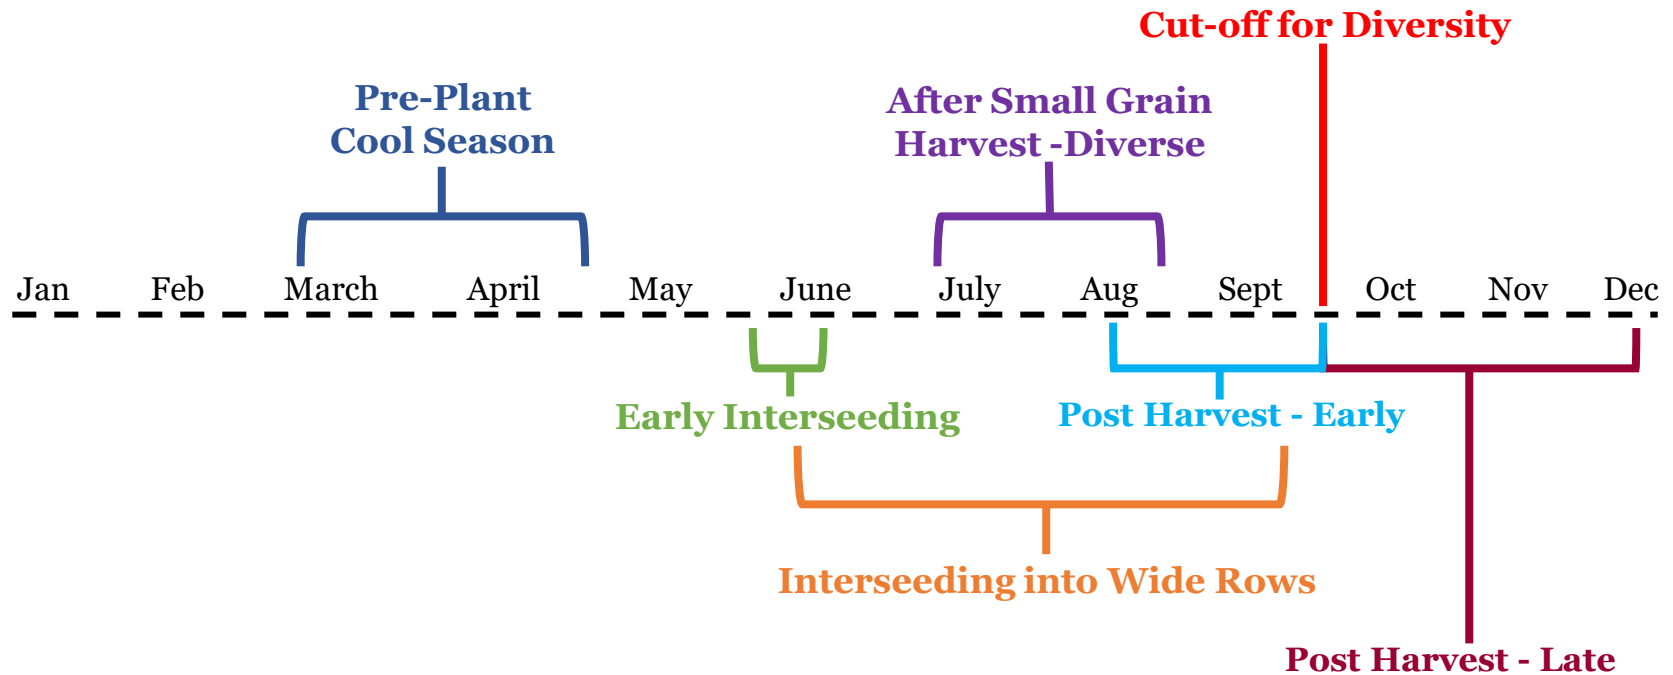 Cut-off for Diversity
Pre-Plant
Cool Season
After Small Grain
Harvest -Diverse
Jan Feb March April May June July Aug Sept Oct Nov Dec
Early Interseeding
Post Harvest - Early
Interseeding into Wide Rows
Post Harvest - Late